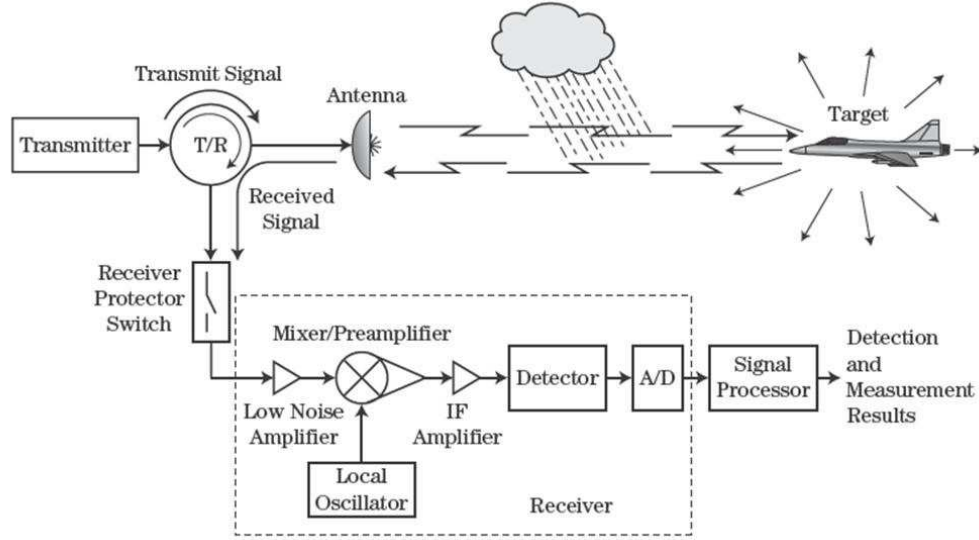 Transmit Signal
Antenna
Target
Transmitter
T/R
Received
Signal
Receiver
Protector
Switch
Mixer/Preamplifier
Detection
and
Measurement
Results
Detector
A/D
Signal
Processor
Low Noise
Amplifier
IF
Amplifier
Local
Oscillator
Receiver